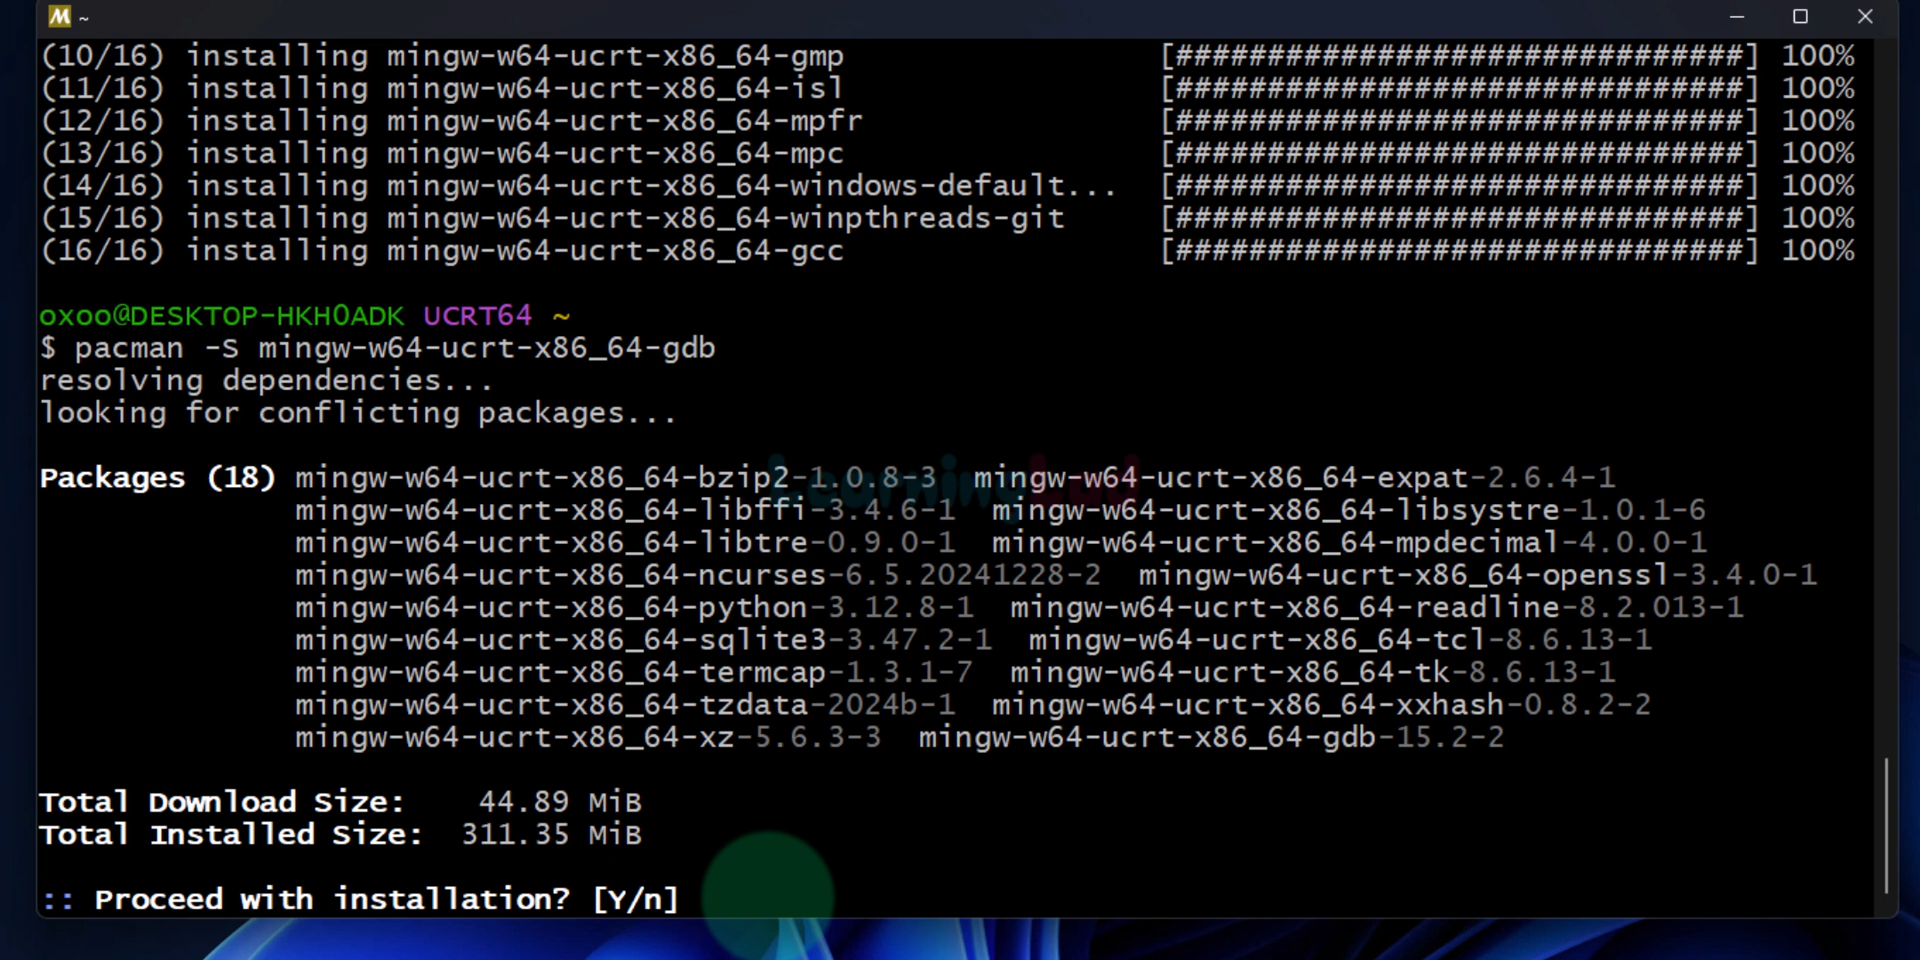 M ~
(10/16) installing mingw-w64-ucrt-x86_64-gmp [###############################] 100%
(11/16) installing mingw-w64-ucrt-x86_64-isl [###############################] 100%
(12/16) installing mingw-w64-ucrt-x86_64-mpfr [###############################] 100%
(13/16) installing mingw-w64-ucrt-x86_64-mpc [###############################] 100%
(14/16) installing mingw-w64-ucrt-x86_64-windows-default... [###############################] 100%
(15/16) installing mingw-w64-ucrt-x86_64-winpthreads-git [###############################] 100%
(16/16) installing mingw-w64-ucrt-x86_64-gcc [###############################] 100%
oxoo@DESKTOP-HKH0ADK UCRT64 ~
$ pacman -S mingw-w64-ucrt-x86_64-gdb
resolving dependencies...
looking for conflicting packages...
LearningLad
Packages (18) mingw-w64-ucrt-x86_64-bzip2-1.0.8-3 mingw-w64-ucrt-x86_64-expat-2.6.4-1
mingw-w64-ucrt-x86_64-libffi-3.4.6-1 mingw-w64-ucrt-x86_64-libsystre-1.0.1-6
mingw-w64-ucrt-x86_64-libtre-0.9.0-1 mingw-w64-ucrt-x86_64-mpdecimal-4.0.0-1
mingw-w64-ucrt-x86_64-ncurses-6.5.20241228-2 mingw-w64-ucrt-x86_64-openssl-3.4.0-1
mingw-w64-ucrt-x86_64-python-3.12.8-1 mingw-w64-ucrt-x86_64-readline-8.2.013-1
mingw-w64-ucrt-x86_64-sqlite3-3.47.2-1 mingw-w64-ucrt-x86_64-tcl-8.6.13-1
mingw-w64-ucrt-x86_64-termcap-1.3.1-7 mingw-w64-ucrt-x86_64-tk-8.6.13-1
mingw-w64-ucrt-x86_64-tzdata-2024b-1 mingw-w64-ucrt-x86_64-xxhash-0.8.2-2
mingw-w64-ucrt-x86_64-xz-5.6.3-3 mingw-w64-ucrt-x86_64-gdb-15.2-2
Total Download Size: 44.89 MiB
Total Installed Size: 311.35 MiB
:: Proceed with installation? [Y/n]